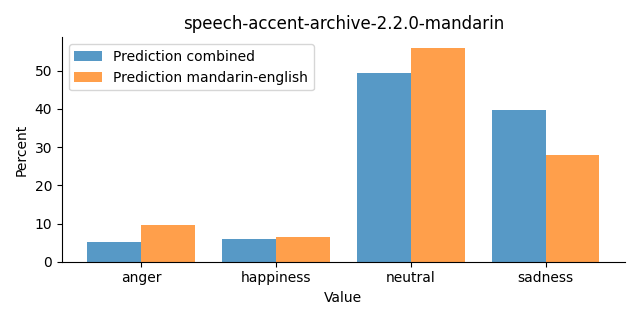 speech-accent-archive-2.2.0-mandarin
Prediction combined
Prediction mandarin-english
Percent
50
40
30
20
10
0
anger happiness neutral sadness
Value